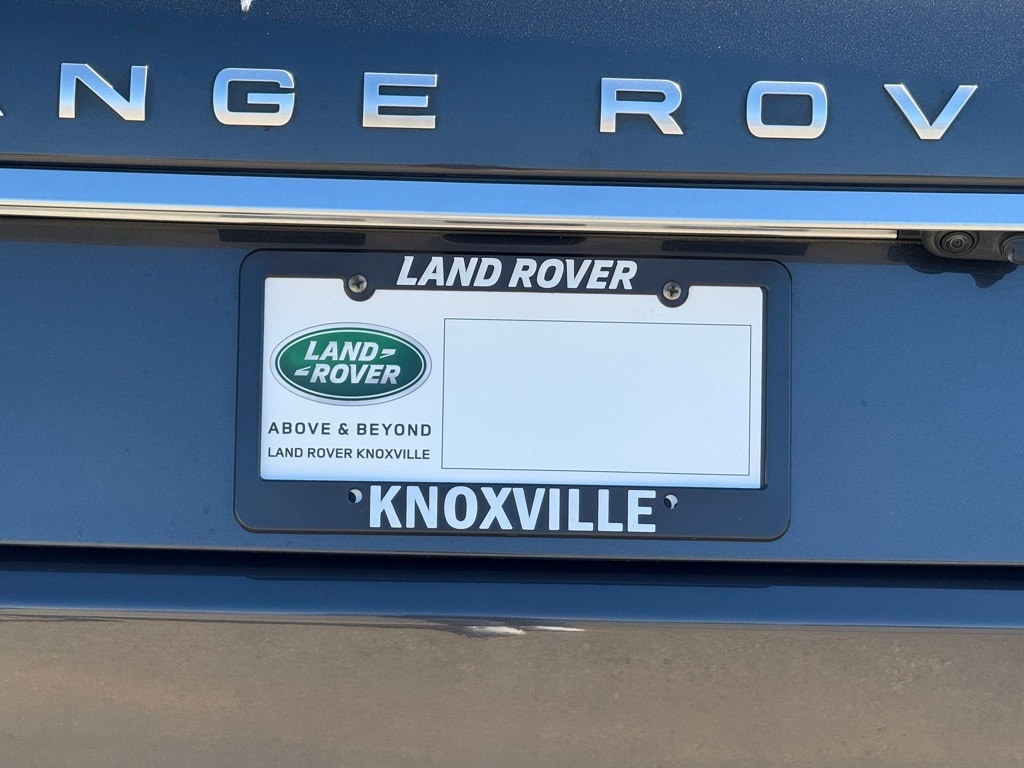 ANGE ROV
LAND ROVER
LAND
ROVER
ABOVE & BEYOND
LAND ROVER KNOXVILLE
KNOXVILLE